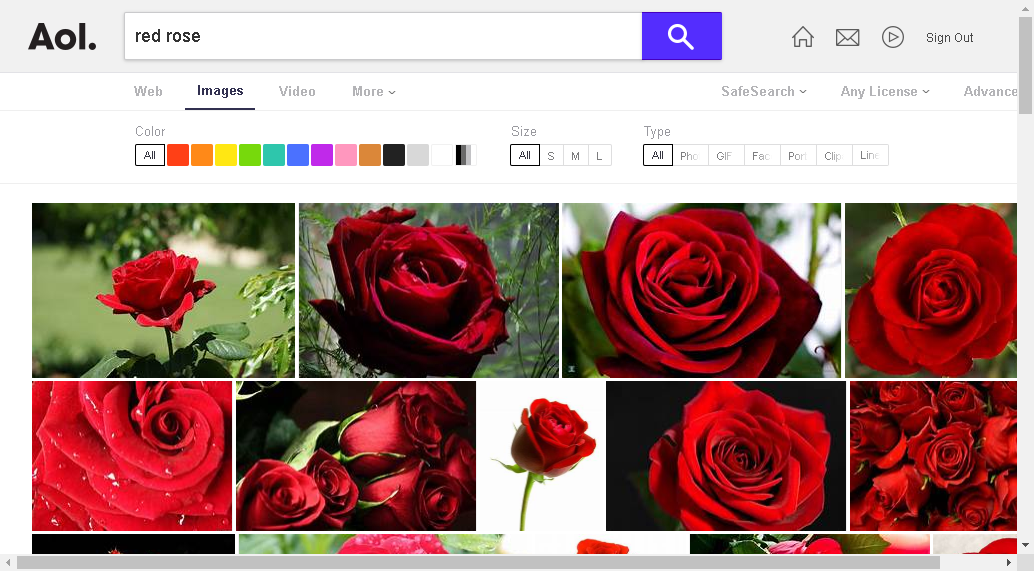 Aol.
red rose
Sign Out
Web
Images
Video
More
SafeSearch
Any License
Advance
Color
All
Size
All
S
M
L
Type
All
Pho
GIF
Fac
Por
Clip
Line